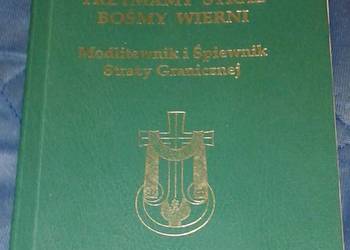 TRZYMAMY STRAŻ
BOŚMY WIERNI
Modlitewnik i Śpiewnik
Straży Granicznej